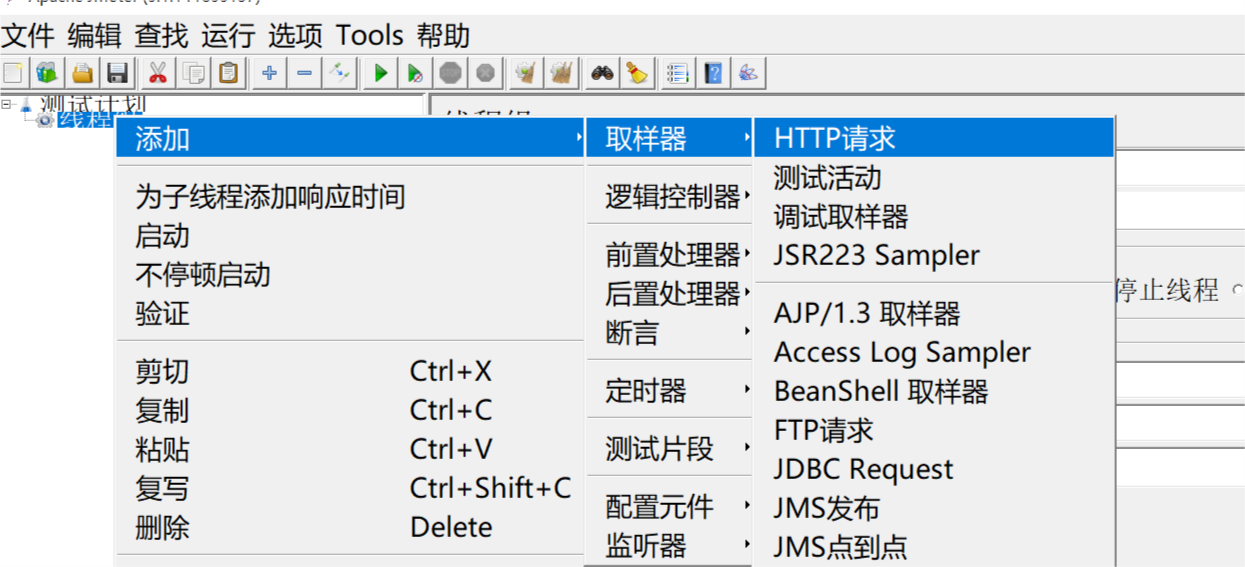 文件 编辑 查找 运行 选项 Tools 帮助
测试计划
添加
为子线程添加响应时间
启动
不停顿启动
验证
剪切 Ctrl+X
复制 Ctrl+C
粘贴 Ctrl+V
复写 Ctrl+Shift+C
删除 Delete
取样器
逻辑控制器
前置处理器
后置处理器
断言
定时器
测试片段
配置元件
监听器
HTTP请求
测试活动
调试取样器
JSR223 Sampler
AJP/1.3 取样器
Access Log Sampler
BeanShell 取样器
FTP请求
JDBC Request
JMS发布
JMS点到点
停止线程